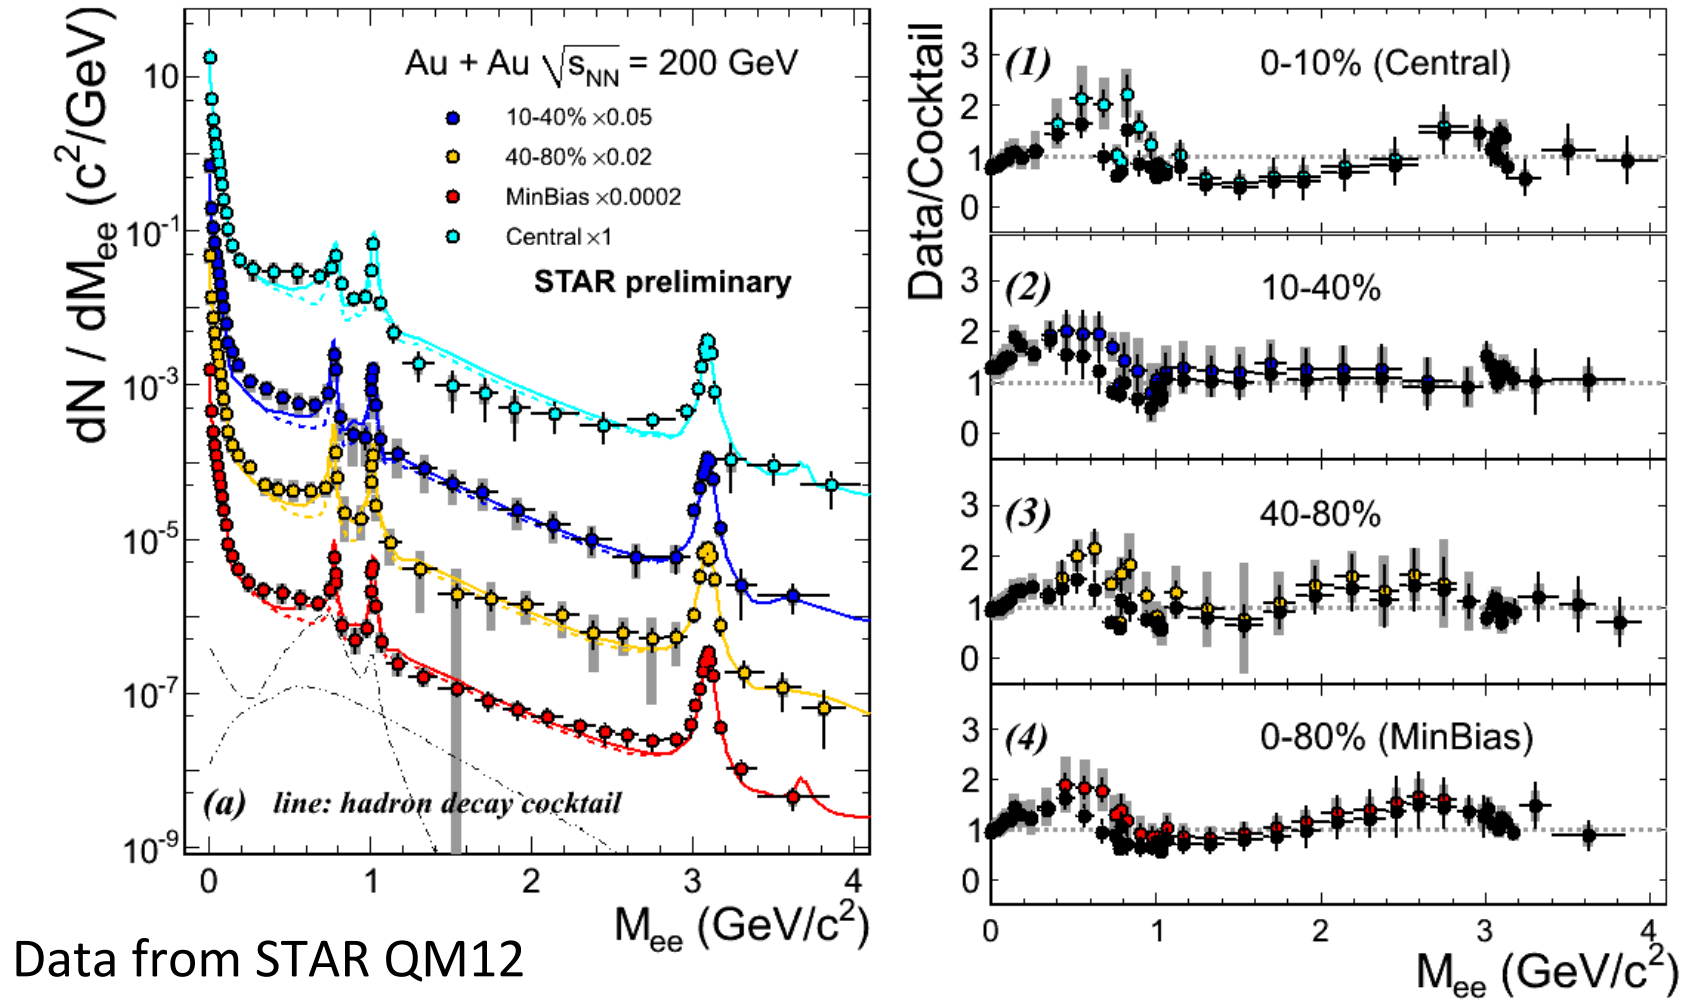 dN / dMee (c²/GeV)
10
10⁻¹
10⁻³
10⁻⁵
10⁻⁷
10⁻⁹
Au + Au √sNN = 200 GeV
10-40% ×0.05
40-80% ×0.02
MinBias ×0.0002
Central ×1
STAR preliminary
(a) line: hadron decay cocktail
0 1 2 3 4
Mee (GeV/c²)
Data from STAR QM12
Data/Cocktail
(1) 0-10% (Central)
3
2
1
0
(2) 10-40%
3
2
1
0
(3) 40-80%
3
2
1
0
(4) 0-80% (MinBias)
3
2
1
0
0 1 2 3 4
Mee (GeV/c²)